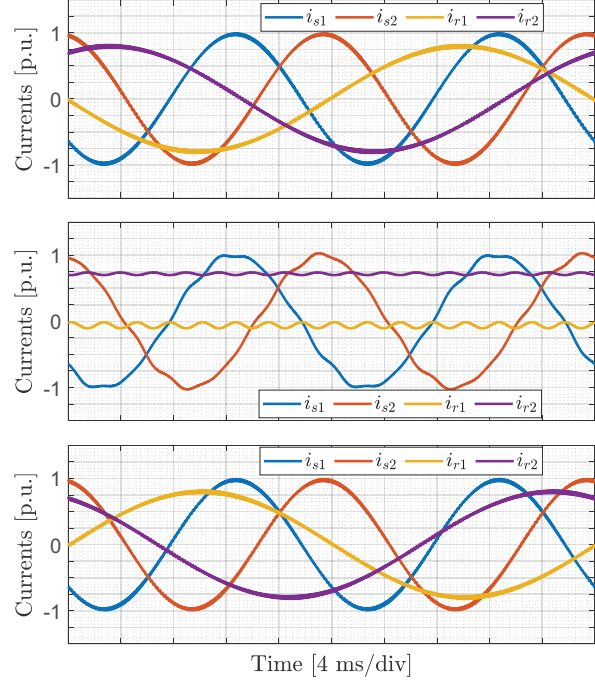 i_{s1} i_{s2} i_{r1} i_{r2}
Currents [p.u.]
1
0
-1
Currents [p.u.]
1
0
-1
i_{s1} i_{s2} i_{r1} i_{r2}
i_{s1} i_{s2} i_{r1} i_{r2}
Currents [p.u.]
1
0
-1
Time [4 ms/div]